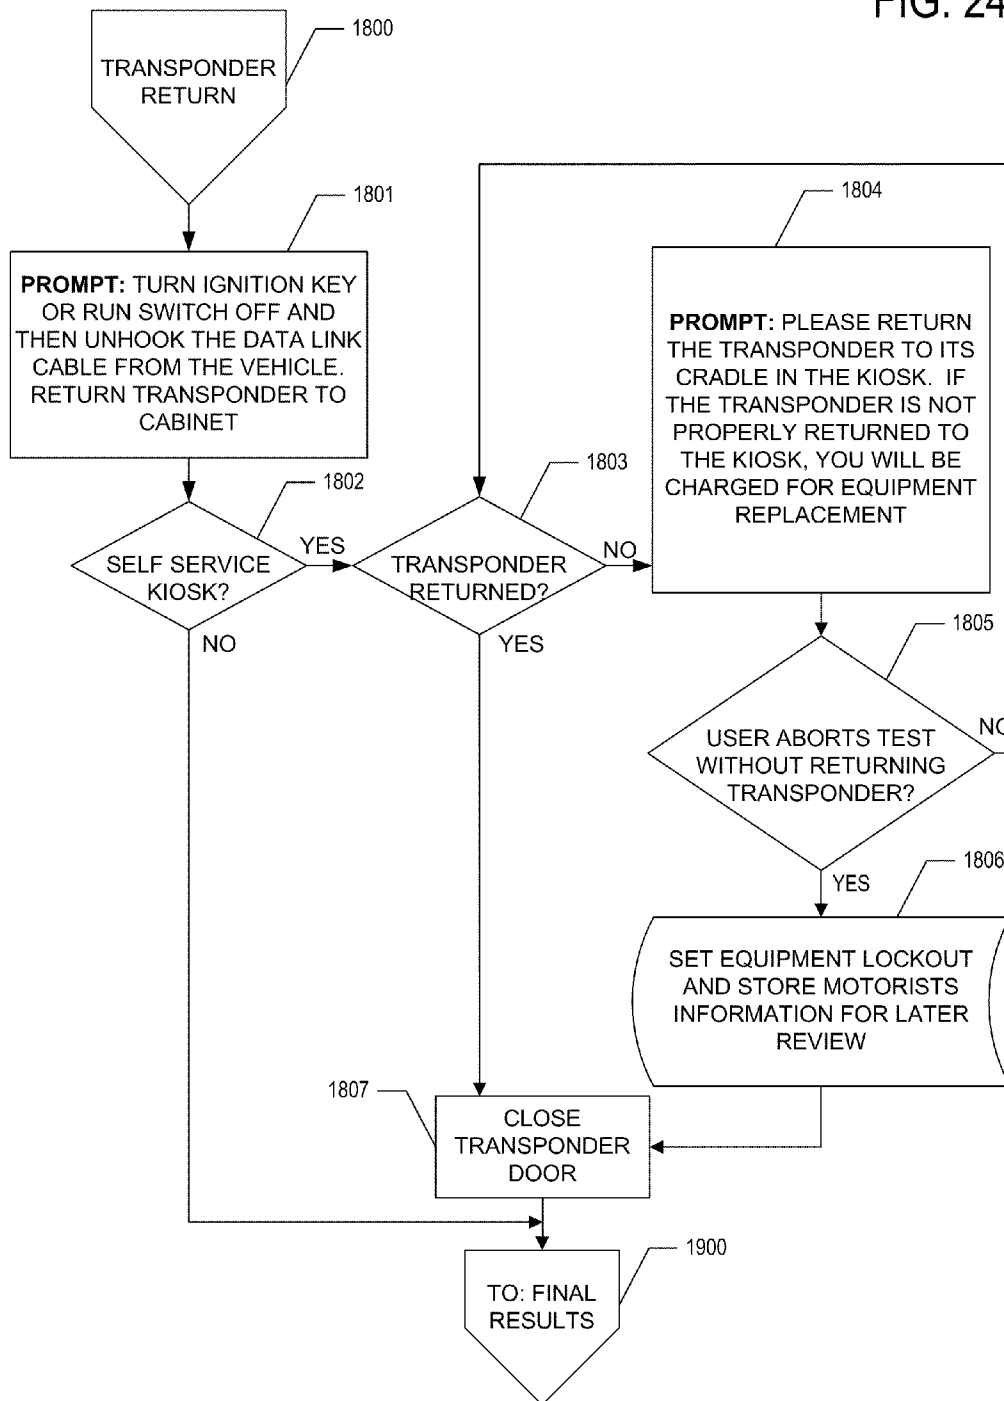 FIG. 24
1800
TRANSPONDER
RETURN
1801
PROMPT: TURN IGNITION KEY
OR RUN SWITCH OFF AND
THEN UNHOOK THE DATA LINK
CABLE FROM THE VEHICLE.
RETURN TRANSPONDER TO
CABINET
1802
SELF SERVICE
KIOSK?
YES
NO
1803
TRANSPONDER
RETURNED?
NO
YES
1804
PROMPT: PLEASE RETURN
THE TRANSPONDER TO ITS
CRADLE IN THE KIOSK. IF
THE TRANSPONDER IS NOT
PROPERLY RETURNED TO
THE KIOSK, YOU WILL BE
CHARGED FOR EQUIPMENT
REPLACEMENT
1805
USER ABORTS TEST
WITHOUT RETURNING
TRANSPONDER?
NO
YES
1806
SET EQUIPMENT LOCKOUT
AND STORE MOTORISTS
INFORMATION FOR LATER
REVIEW
1807
CLOSE
TRANSPONDER
DOOR
1900
TO: FINAL
RESULTS